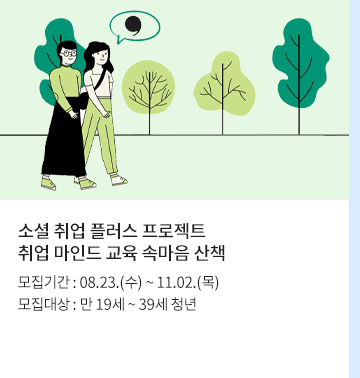 소셜 취업 플러스 프로젝트
취업 마인드 교육 속마음 산책
모집기간 : 08.23.(수) ~ 11.02.(목)
모집대상 : 만 19세 ~ 39세 청년